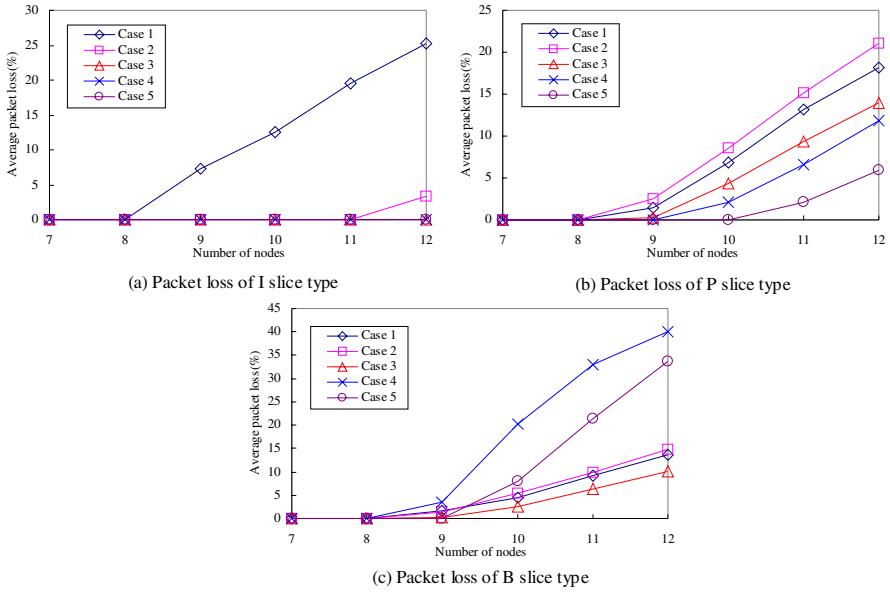 30
25
20
15
10
5
0
Average packet loss(%)
Case 1
Case 2
Case 3
Case 4
Case 5
7 8 9 10 11 12
Number of nodes
(a) Packet loss of I slice type
25
20
15
10
5
0
Average packet loss(%)
Case 1
Case 2
Case 3
Case 4
Case 5
7 8 9 10 11 12
Number of nodes
(b) Packet loss of P slice type
45
40
35
30
25
20
15
10
5
0
Average packet loss(%)
Case 1
Case 2
Case 3
Case 4
Case 5
7 8 9 10 11 12
Number of nodes
(c) Packet loss of B slice type